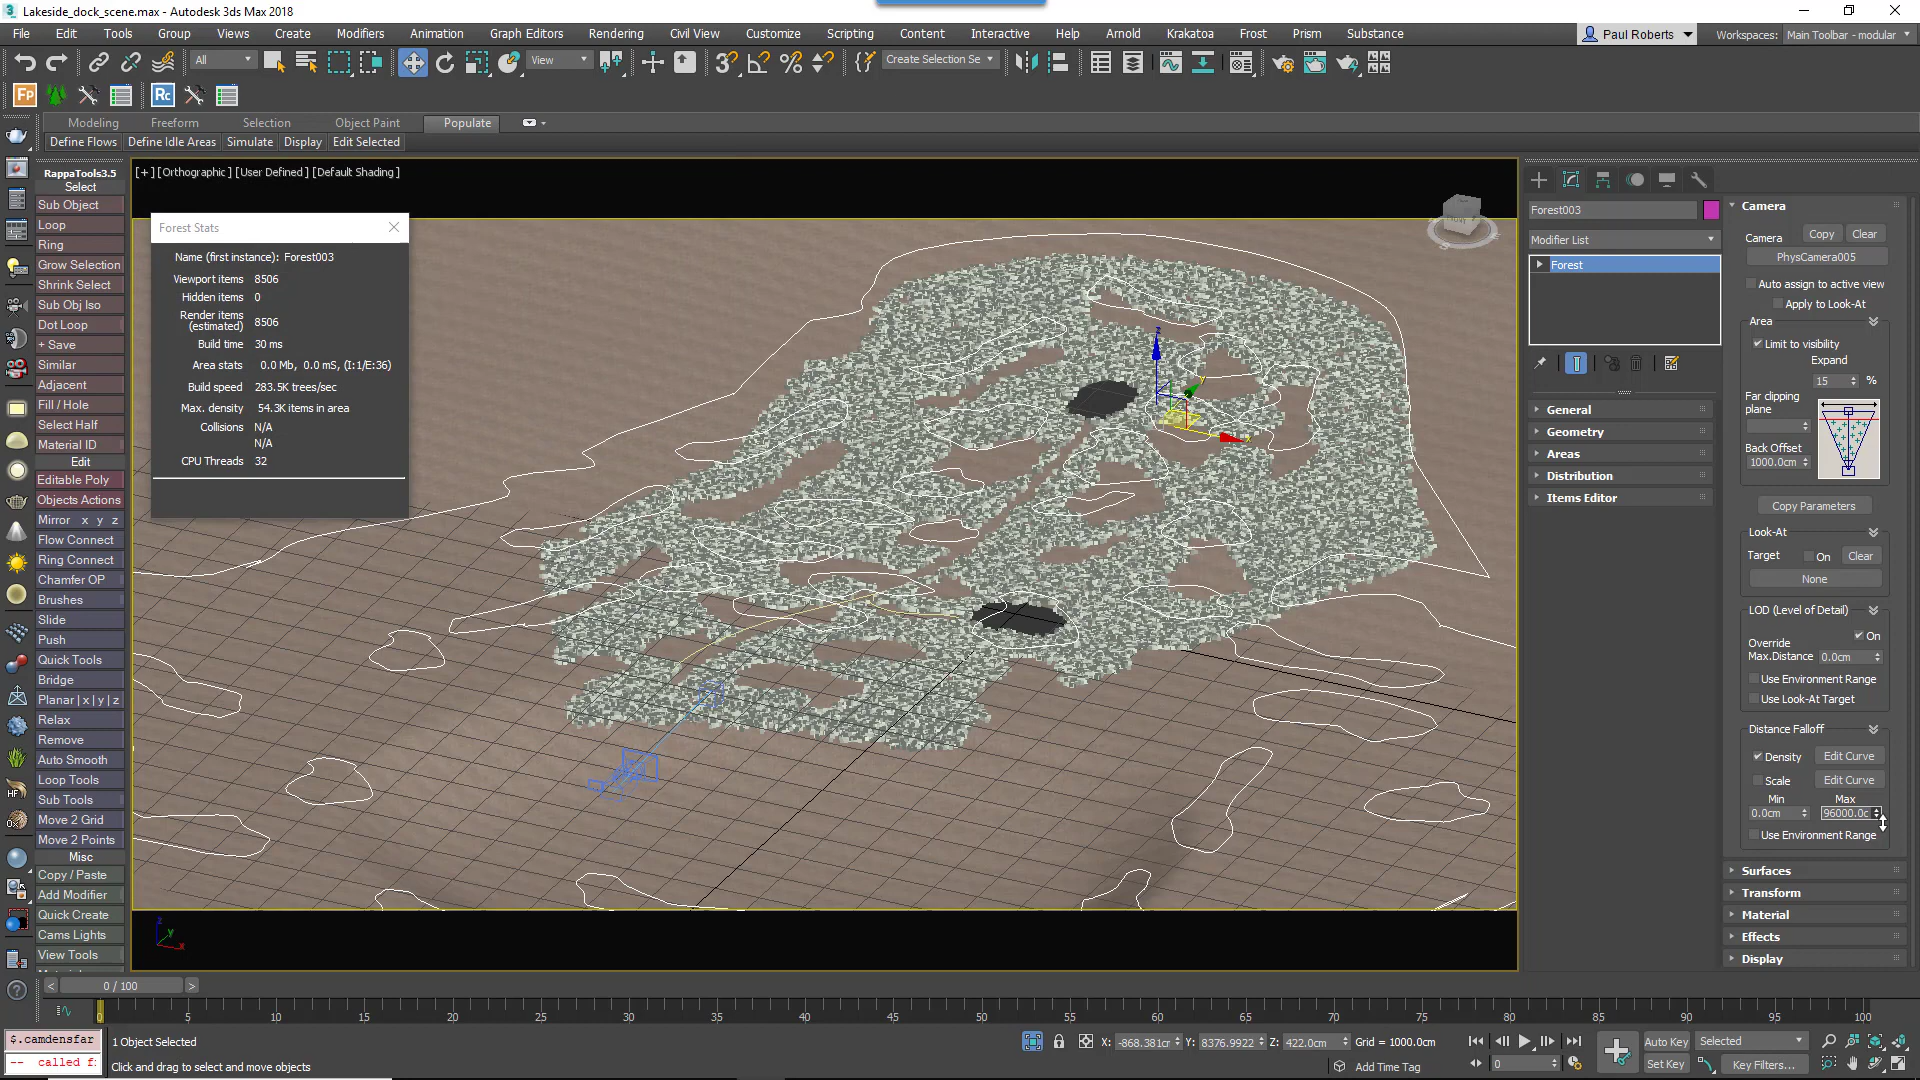 Lakeside_dock_scene.max - Autodesk 3ds Max 2018
File Edit Tools Group Views Create Modifiers Animation Graph Editors Rendering Civil View Customize Scripting Content Interactive Help Arnold Krakatoa Frost Prism Substance
Paul Roberts Workspaces: Main Toolbar - modular
All View Create Selection Se
FP Rc
Modeling Freeform Selection Object Paint Populate
Define Flows Define Idle Areas Simulate Display Edit Selected
RappaTools3.5
Select
Sub Object
Loop
Ring
Grow Selection
Shrink Select
Sub Obj Iso
Dot Loop
+ Save
Similar
Adjacent
Fill / Hole
Select Half
Material ID
Edit
Editable Poly
Objects Actions
Mirror x y z
Flow Connect
Ring Connect
Chamfer OP
Brushes
Slide
Push
Quick Tools
Bridge
Planar | x | y | z
Relax
Remove
Auto Smooth
Loop Tools
Sub Tools
Move 2 Grid
Move 2 Points
Misc
Copy / Paste
Add Modifier
Quick Create
Cams Lights
View Tools
[+] [Orthographic ] [User Defined ] [Default Shading ]
Forest Stats
Name (first instance): Forest003
Viewport items 8506
Hidden items 0
Render items (estimated) 8506
Build time 30 ms
Area stats 0.0 Mb, 0.0 mS, (I:1/E:36)
Build speed 283.5K trees/sec
Max. density 54.3K items in area
Collisions N/A
N/A
CPU Threads 32
Forest003
Modifier List
Forest
General
Geometry
Areas
Distribution
Items Editor
Camera
Camera Copy Clear
PhysCamera005
Auto assign to active view
Apply to Look-At
Area
Limit to visibility
Expand
15 %
Far clipping plane
Back Offset
1000.0cm
Copy Parameters
Look-At
Target On Clear
None
LOD (Level of Detail)
On
Override
Max.Distance 0.0cm
Use Environment Range
Use Look-At Target
Distance Falloff
Density Edit Curve
Scale Edit Curve
Min Max
0.0cm 96000.0c
Use Environment Range
Surfaces
Transform
Material
Effects
Display
z y x
< 0 / 100 >
0 5 10 15 20 25 30 35 40 45 50 55 60 65 70 75 80 85 90 95 100
$.camdensfar
-- called f
1 Object Selected
Click and drag to select and move objects
X: -868.381cm Y: 8376.9922 Z: 422.0cm Grid = 1000.0cm
Add Time Tag
0
Auto Key Selected
Set Key Key Filters...